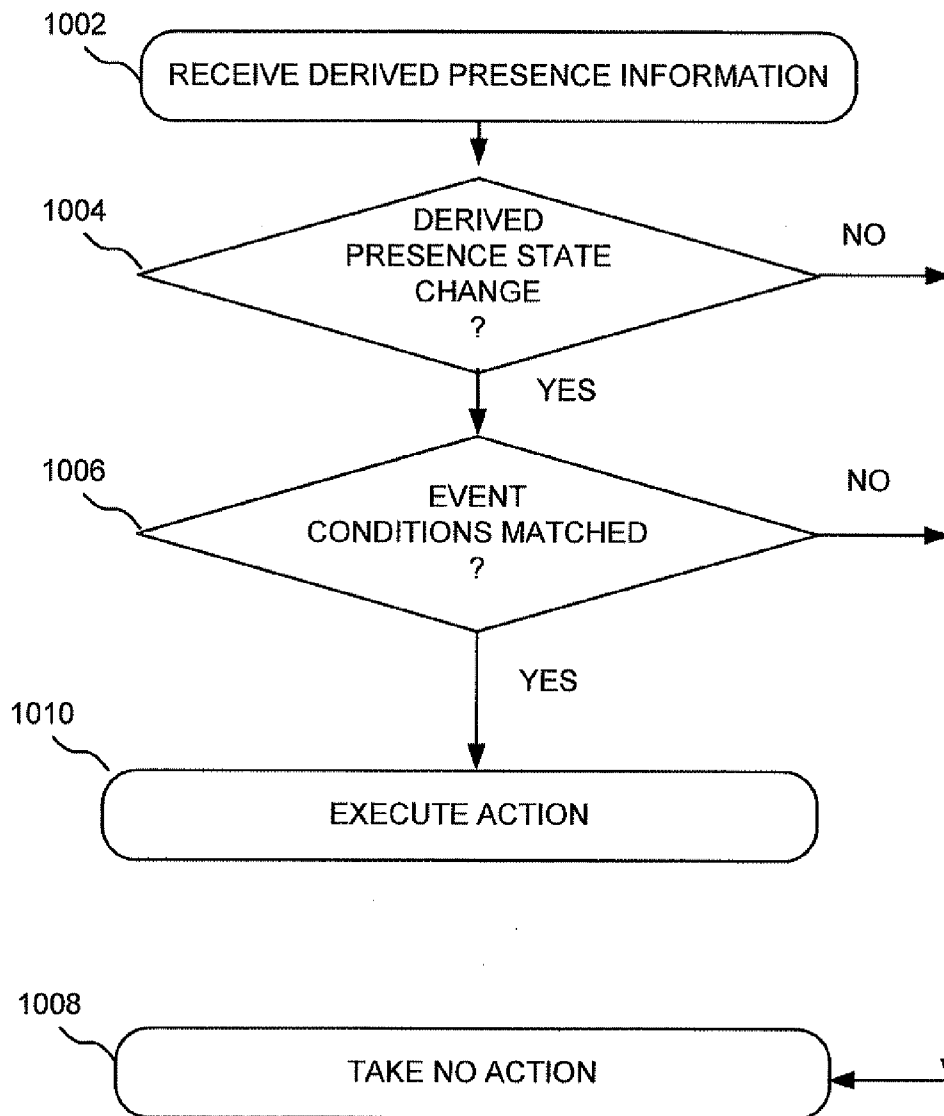 1002
RECEIVE DERIVED PRESENCE INFORMATION
1004
DERIVED
PRESENCE STATE
CHANGE
?
NO
YES
1006
EVENT
CONDITIONS MATCHED
?
NO
YES
1010
EXECUTE ACTION
1008
TAKE NO ACTION